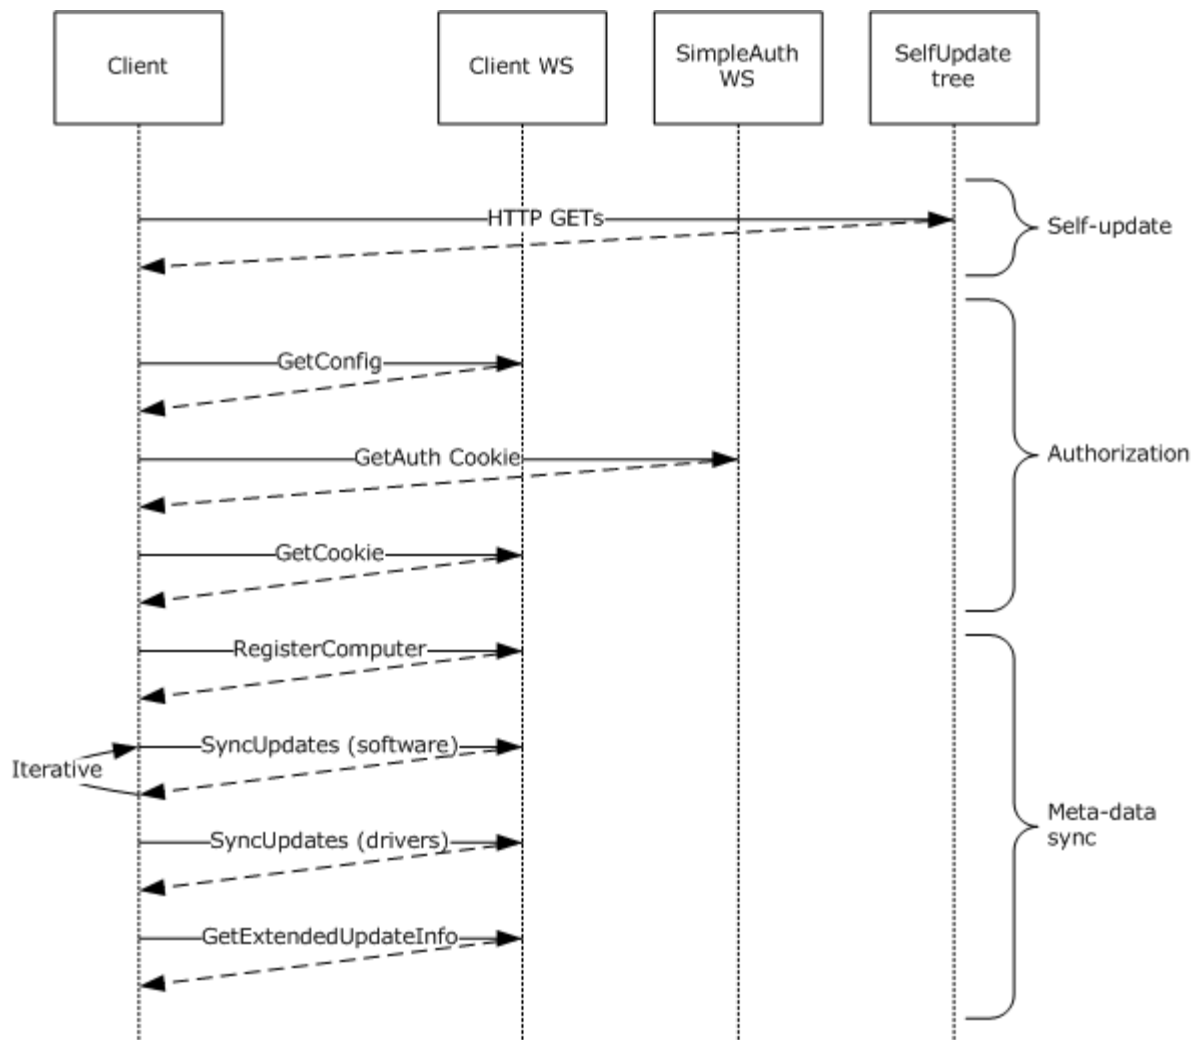 Client
Client WS
SimpleAuth
WS
SelfUpdate
tree
HTTP GETs
Self-update
GetConfig
GetAuth Cookie
Authorization
GetCookie
RegisterComputer
SyncUpdates (software)
Iterative
Meta-data
sync
SyncUpdates (drivers)
GetExtendedUpdateInfo